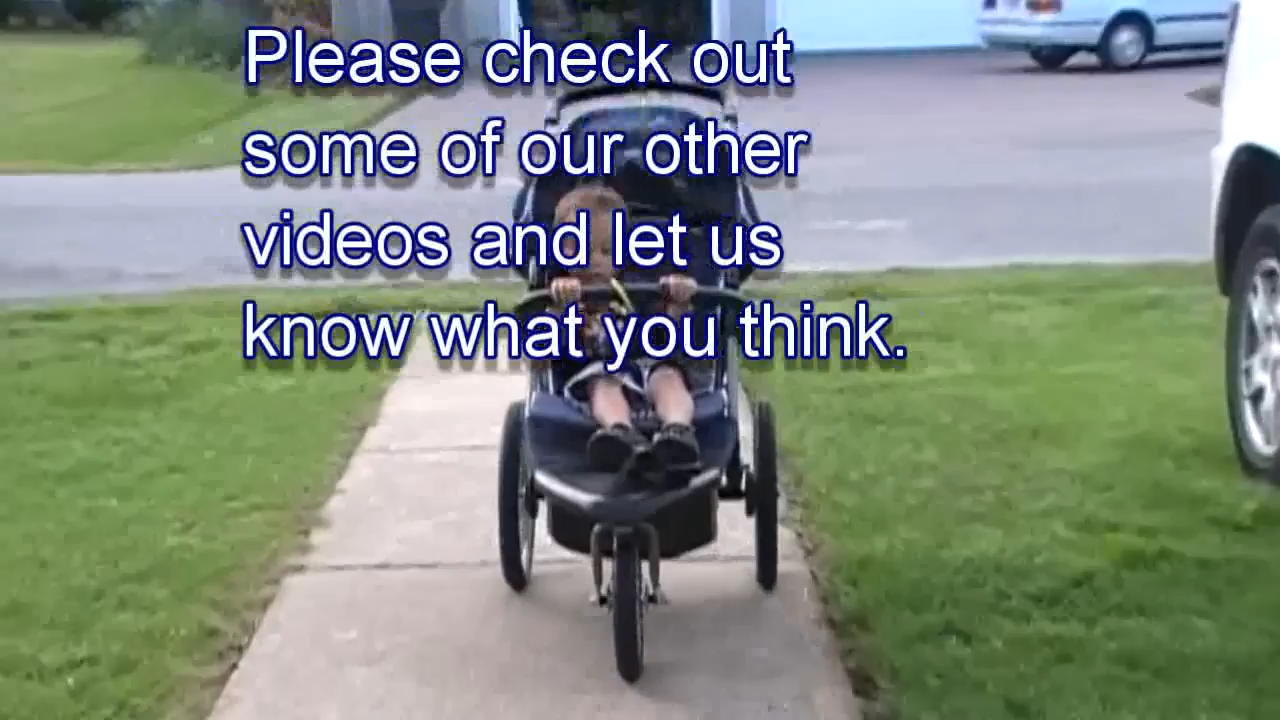 Please check out
some of our other
videos and let us
know what you think.